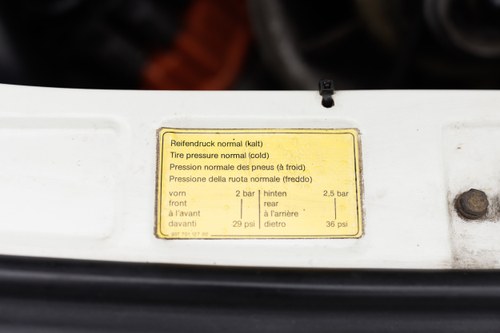 Reifendruck normal (kalt)
Tire pressure normal (cold)
Pression normale des pneus (à froid)
Pressione della ruota normale (freddo)
vorn 2 bar hinten 2,5 bar
front rear
à l'avant à l'arrière
davanti 29 psi dietro 36 psi